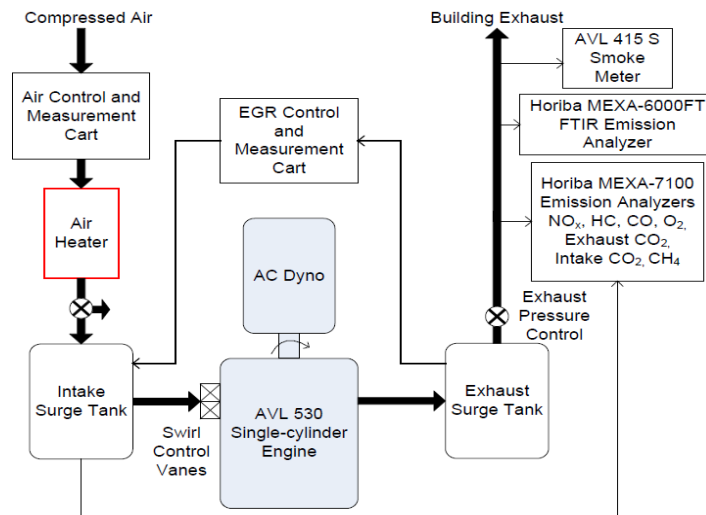 Compressed Air
Air Control and
Measurement
Cart
Air
Heater
Intake
Surge Tank
Swirl
Control
Vanes
EGR Control
and
Measurement
Cart
AC Dyno
AVL 530
Single-cylinder
Engine
Building Exhaust
AVL 415 S
Smoke
Meter
Horiba MEXA-6000FT
FTIR Emission
Analyzer
Horiba MEXA-7100
Emission Analyzers
NOₓ, HC, CO, O₂,
Exhaust CO₂,
Intake CO₂, CH₄
Exhaust
Pressure
Control
Exhaust
Surge Tank